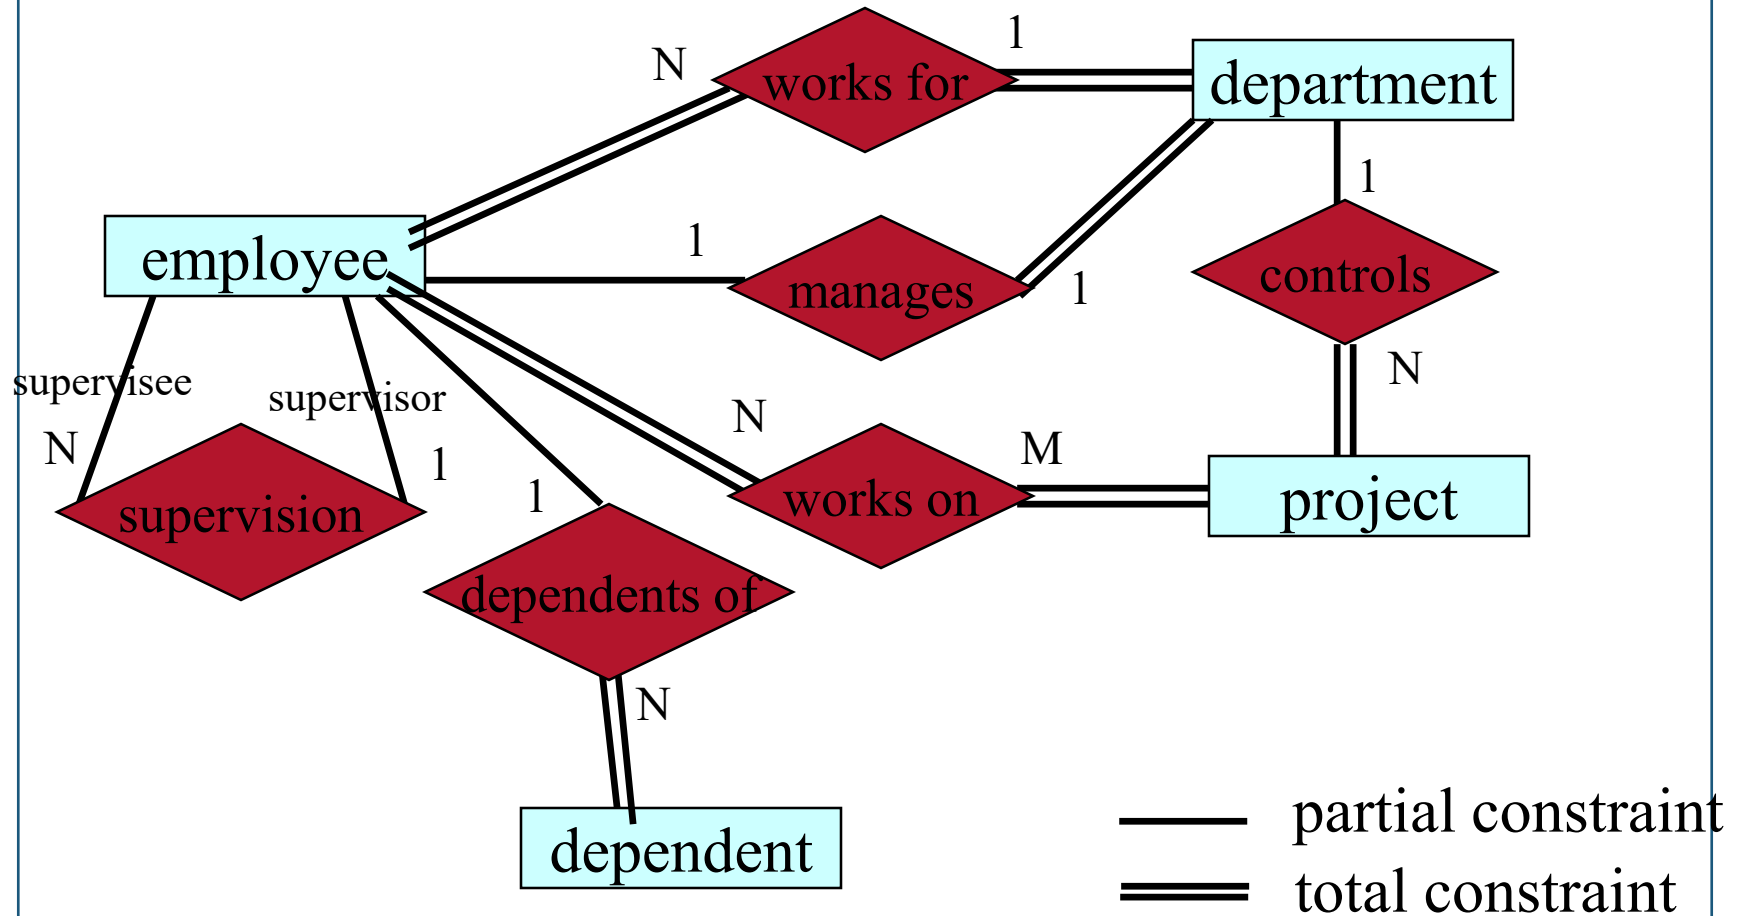 1
N
works for
department
1
1
employee
controls
manages
1
N
supervisee
supervisor
N
M
N
1
1
supervision
works on
project
dependents of
N
partial constraint
dependent
total constraint